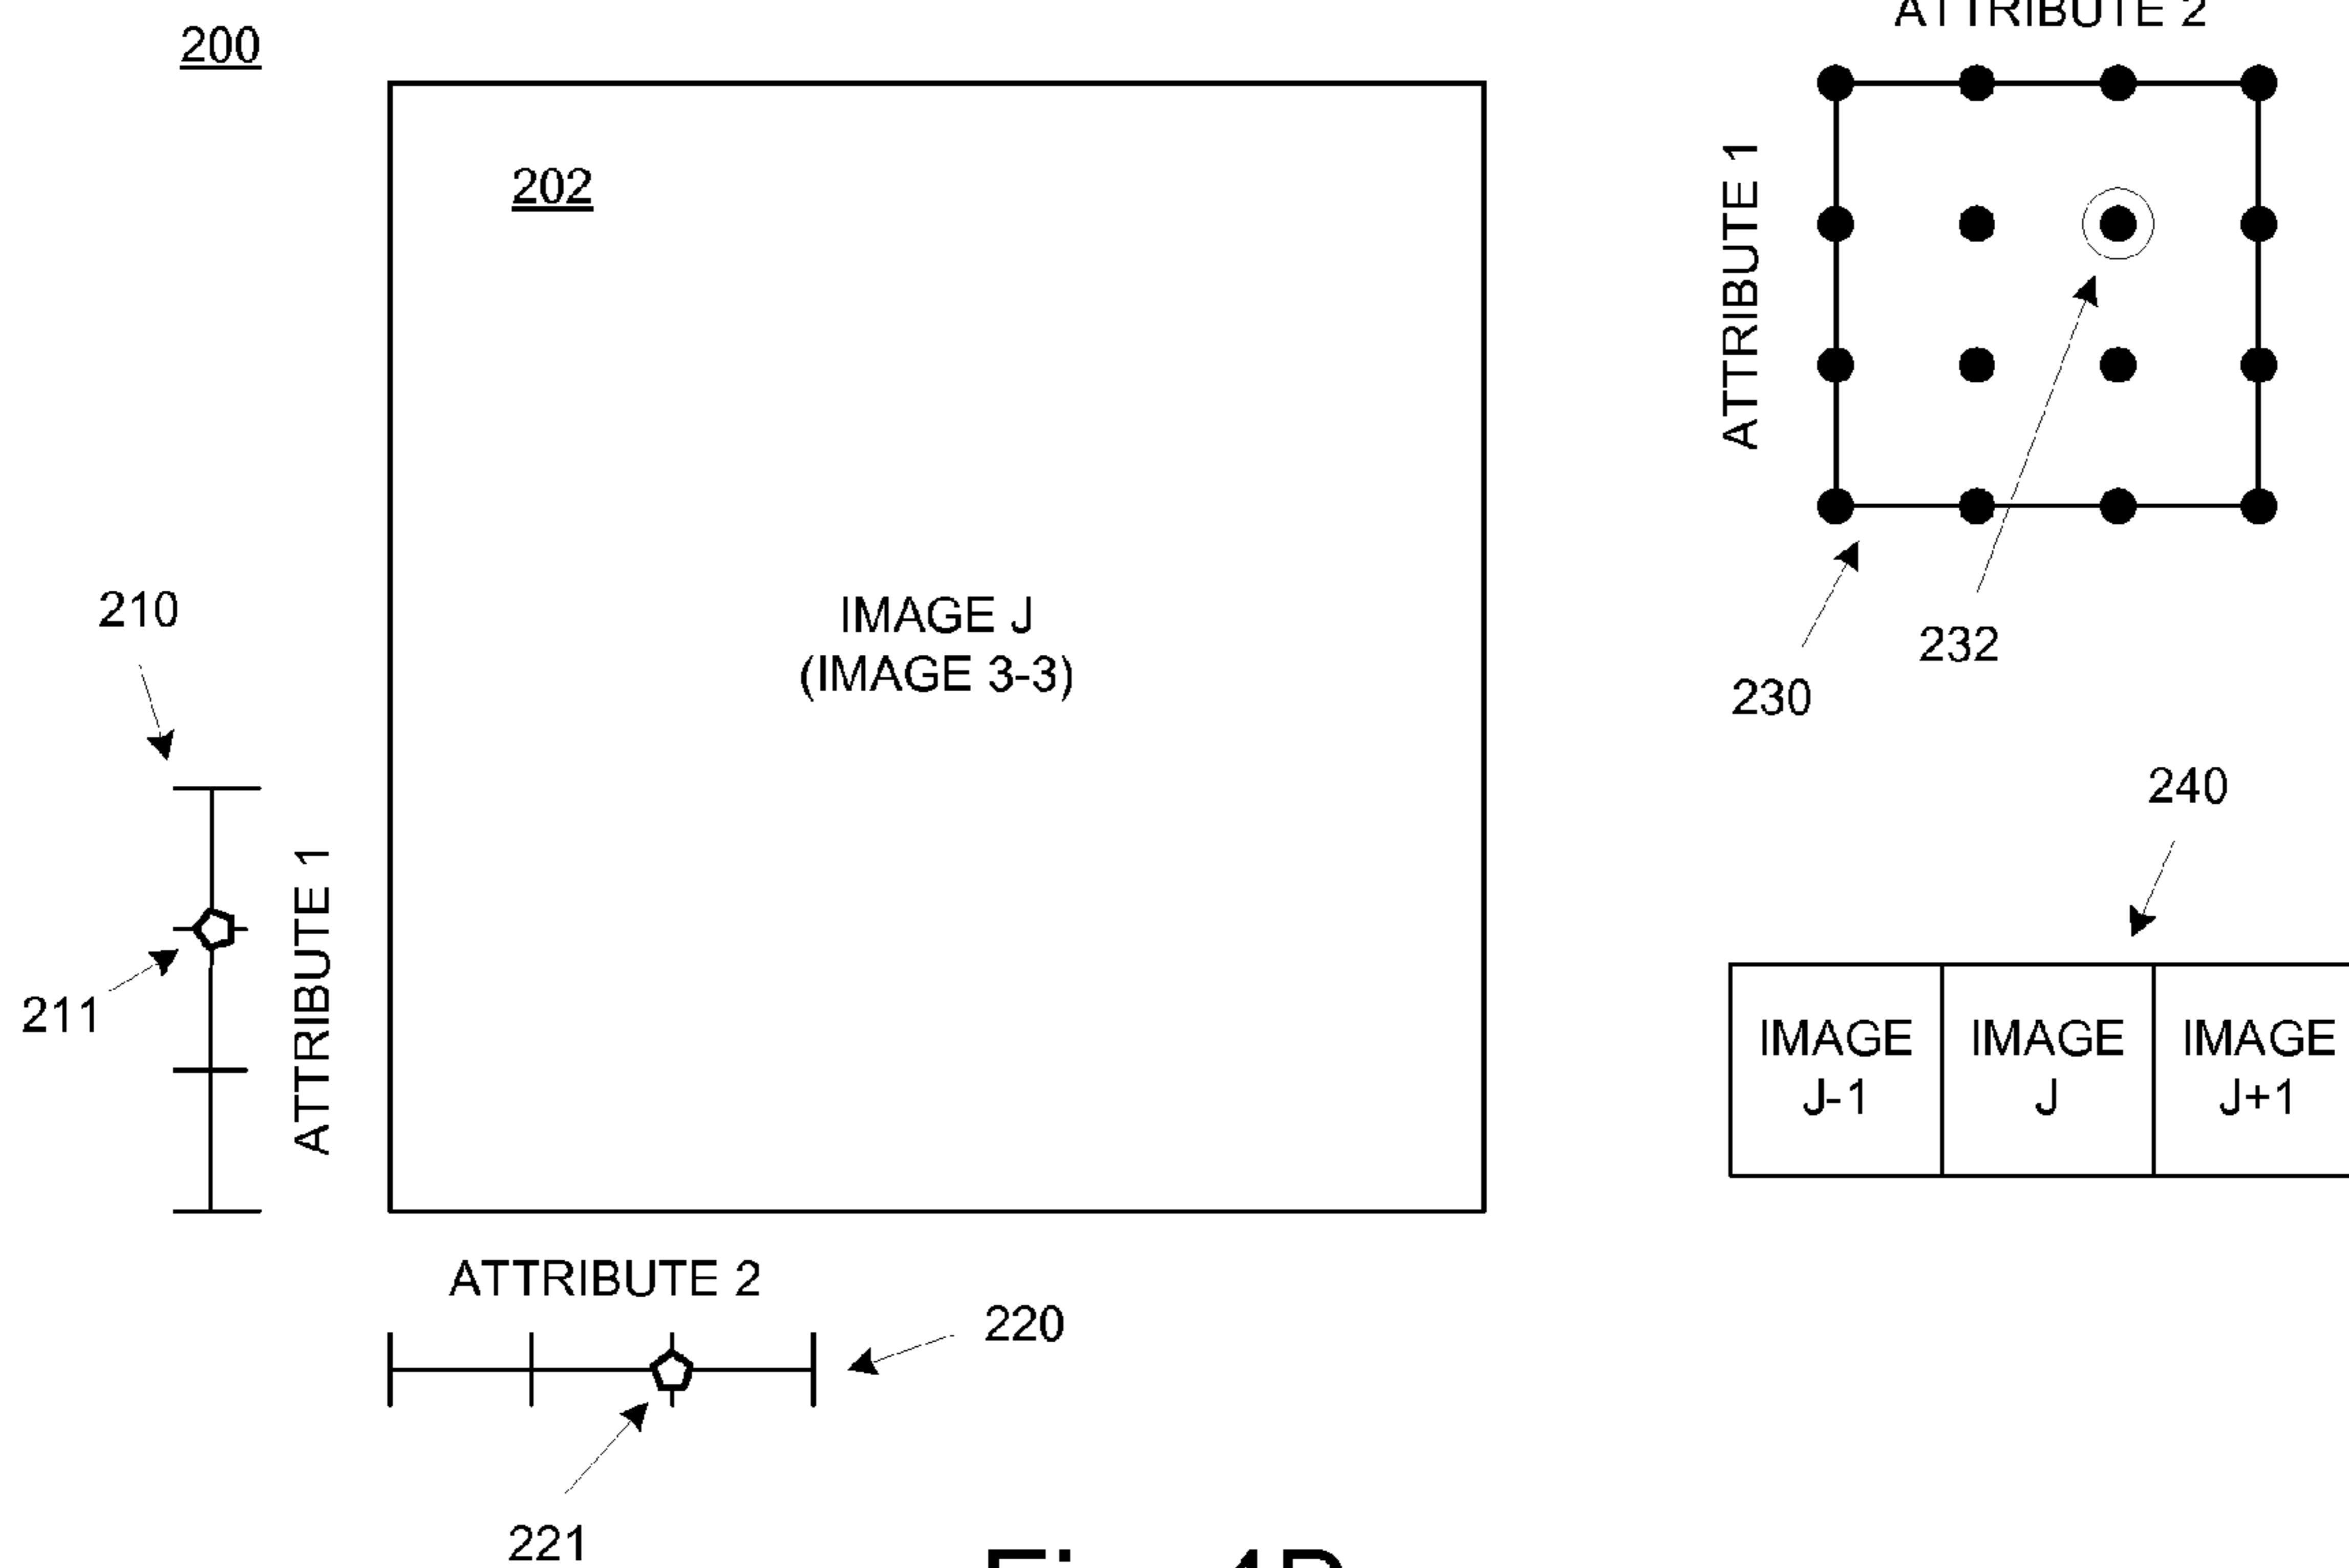 200
202
IMAGE J
(IMAGE 3-3)
210
211
ATTRIBUTE 1
ATTRIBUTE 2
220
221
ATTRIBUTE 2
ATTRIBUTE 1
232
230
240
IMAGE
J-1
IMAGE
J
IMAGE
J+1